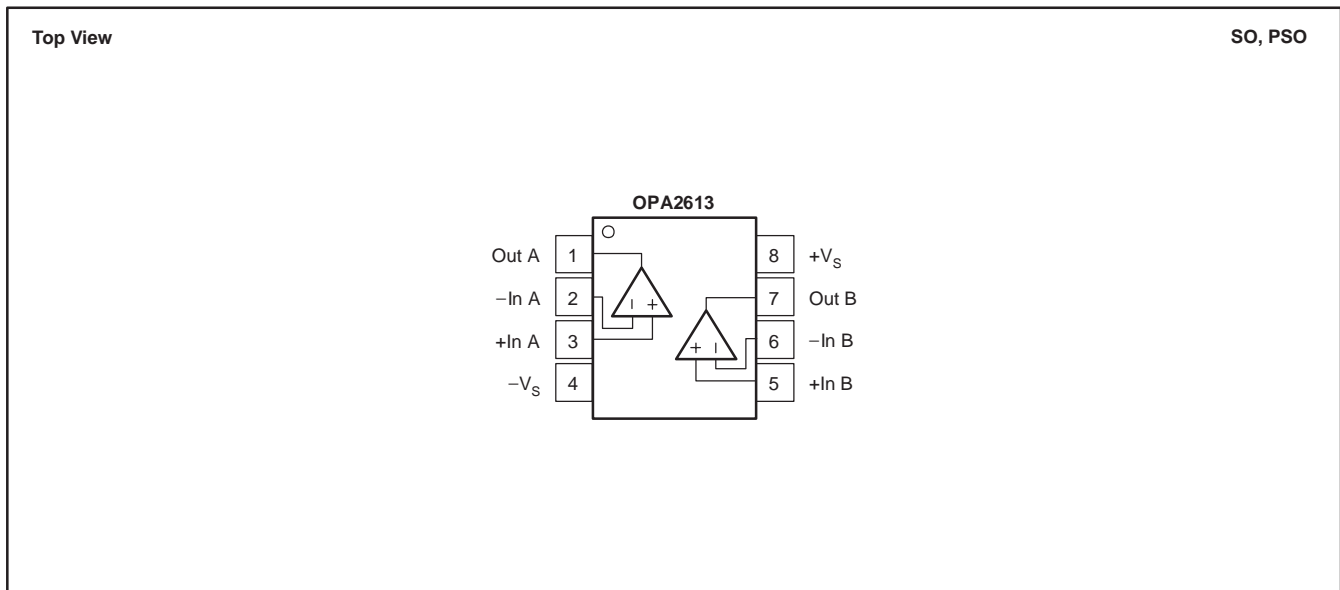 Top View
SO, PSO
OPA2613
Out A 1
−In A 2
+In A 3
−VS 4
8 +VS
7 Out B
6 −In B
5 +In B
− +
+ −